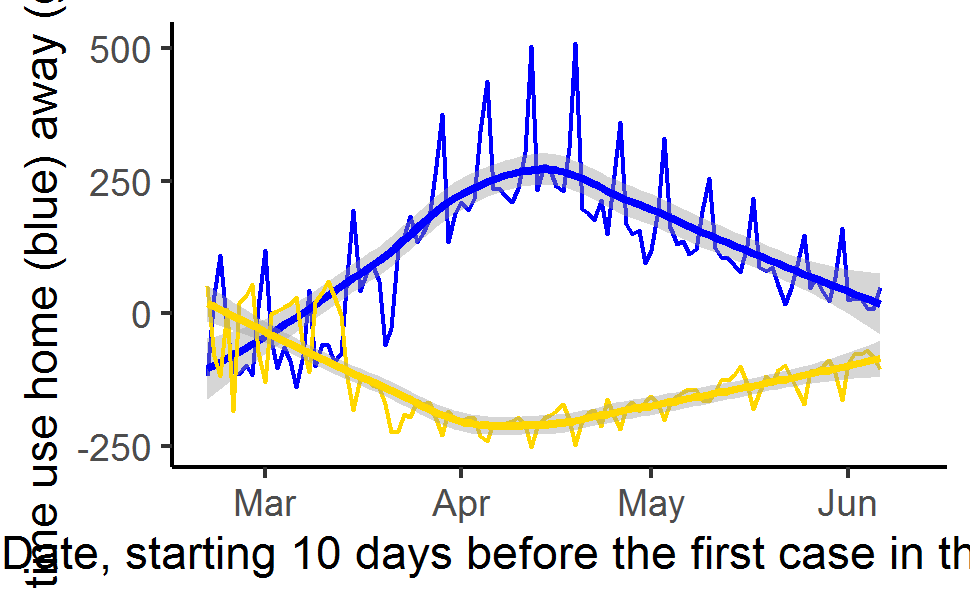 time use home (blue) away (
500
250
0
-250
Mar Apr May Jun
Date, starting 10 days before the first case in th